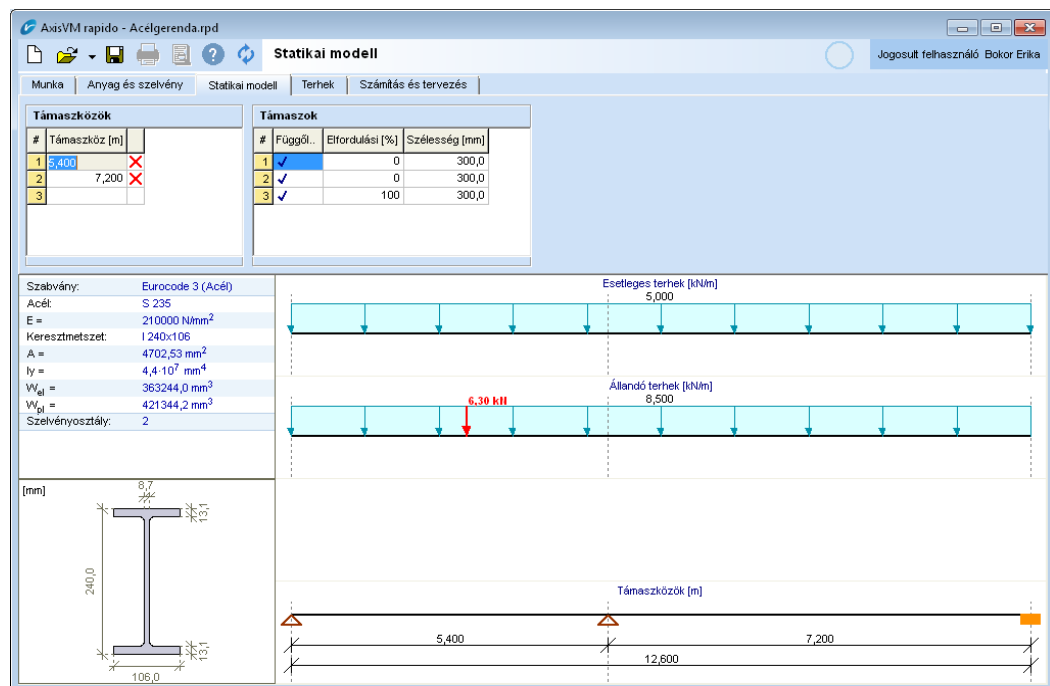 AxisVM rapido - Acélgerenda.rpd
Statikai modell
Jogosult felhasználó Bokor Erika
Munka Anyag és szelvény Statikai modell Terhek Számítás és tervezés
Támaszközök
# Támaszköz [m]
1 5,400
2 7,200
3
Támaszok
# Függől.. Elfordulási [%] Szélesség [mm]
1 0 300,0
2 0 300,0
3 100 300,0
Szabvány: Eurocode 3 (Acél)
Acél: S 235
E = 210000 N/mm2
Keresztmetszet: I 240x106
A = 4702,53 mm2
Iy = 4,4·107 mm4
Wel = 363244,0 mm3
Wpl = 421344,2 mm3
Szelvényosztály: 2
Esetleges terhek [kN/m]
5,000
Állandó terhek [kN/m]
8,500
6,30 kN
[mm]
8,7
13,1
240,0
13,1
106,0
Támaszközök [m]
5,400 7,200
12,600